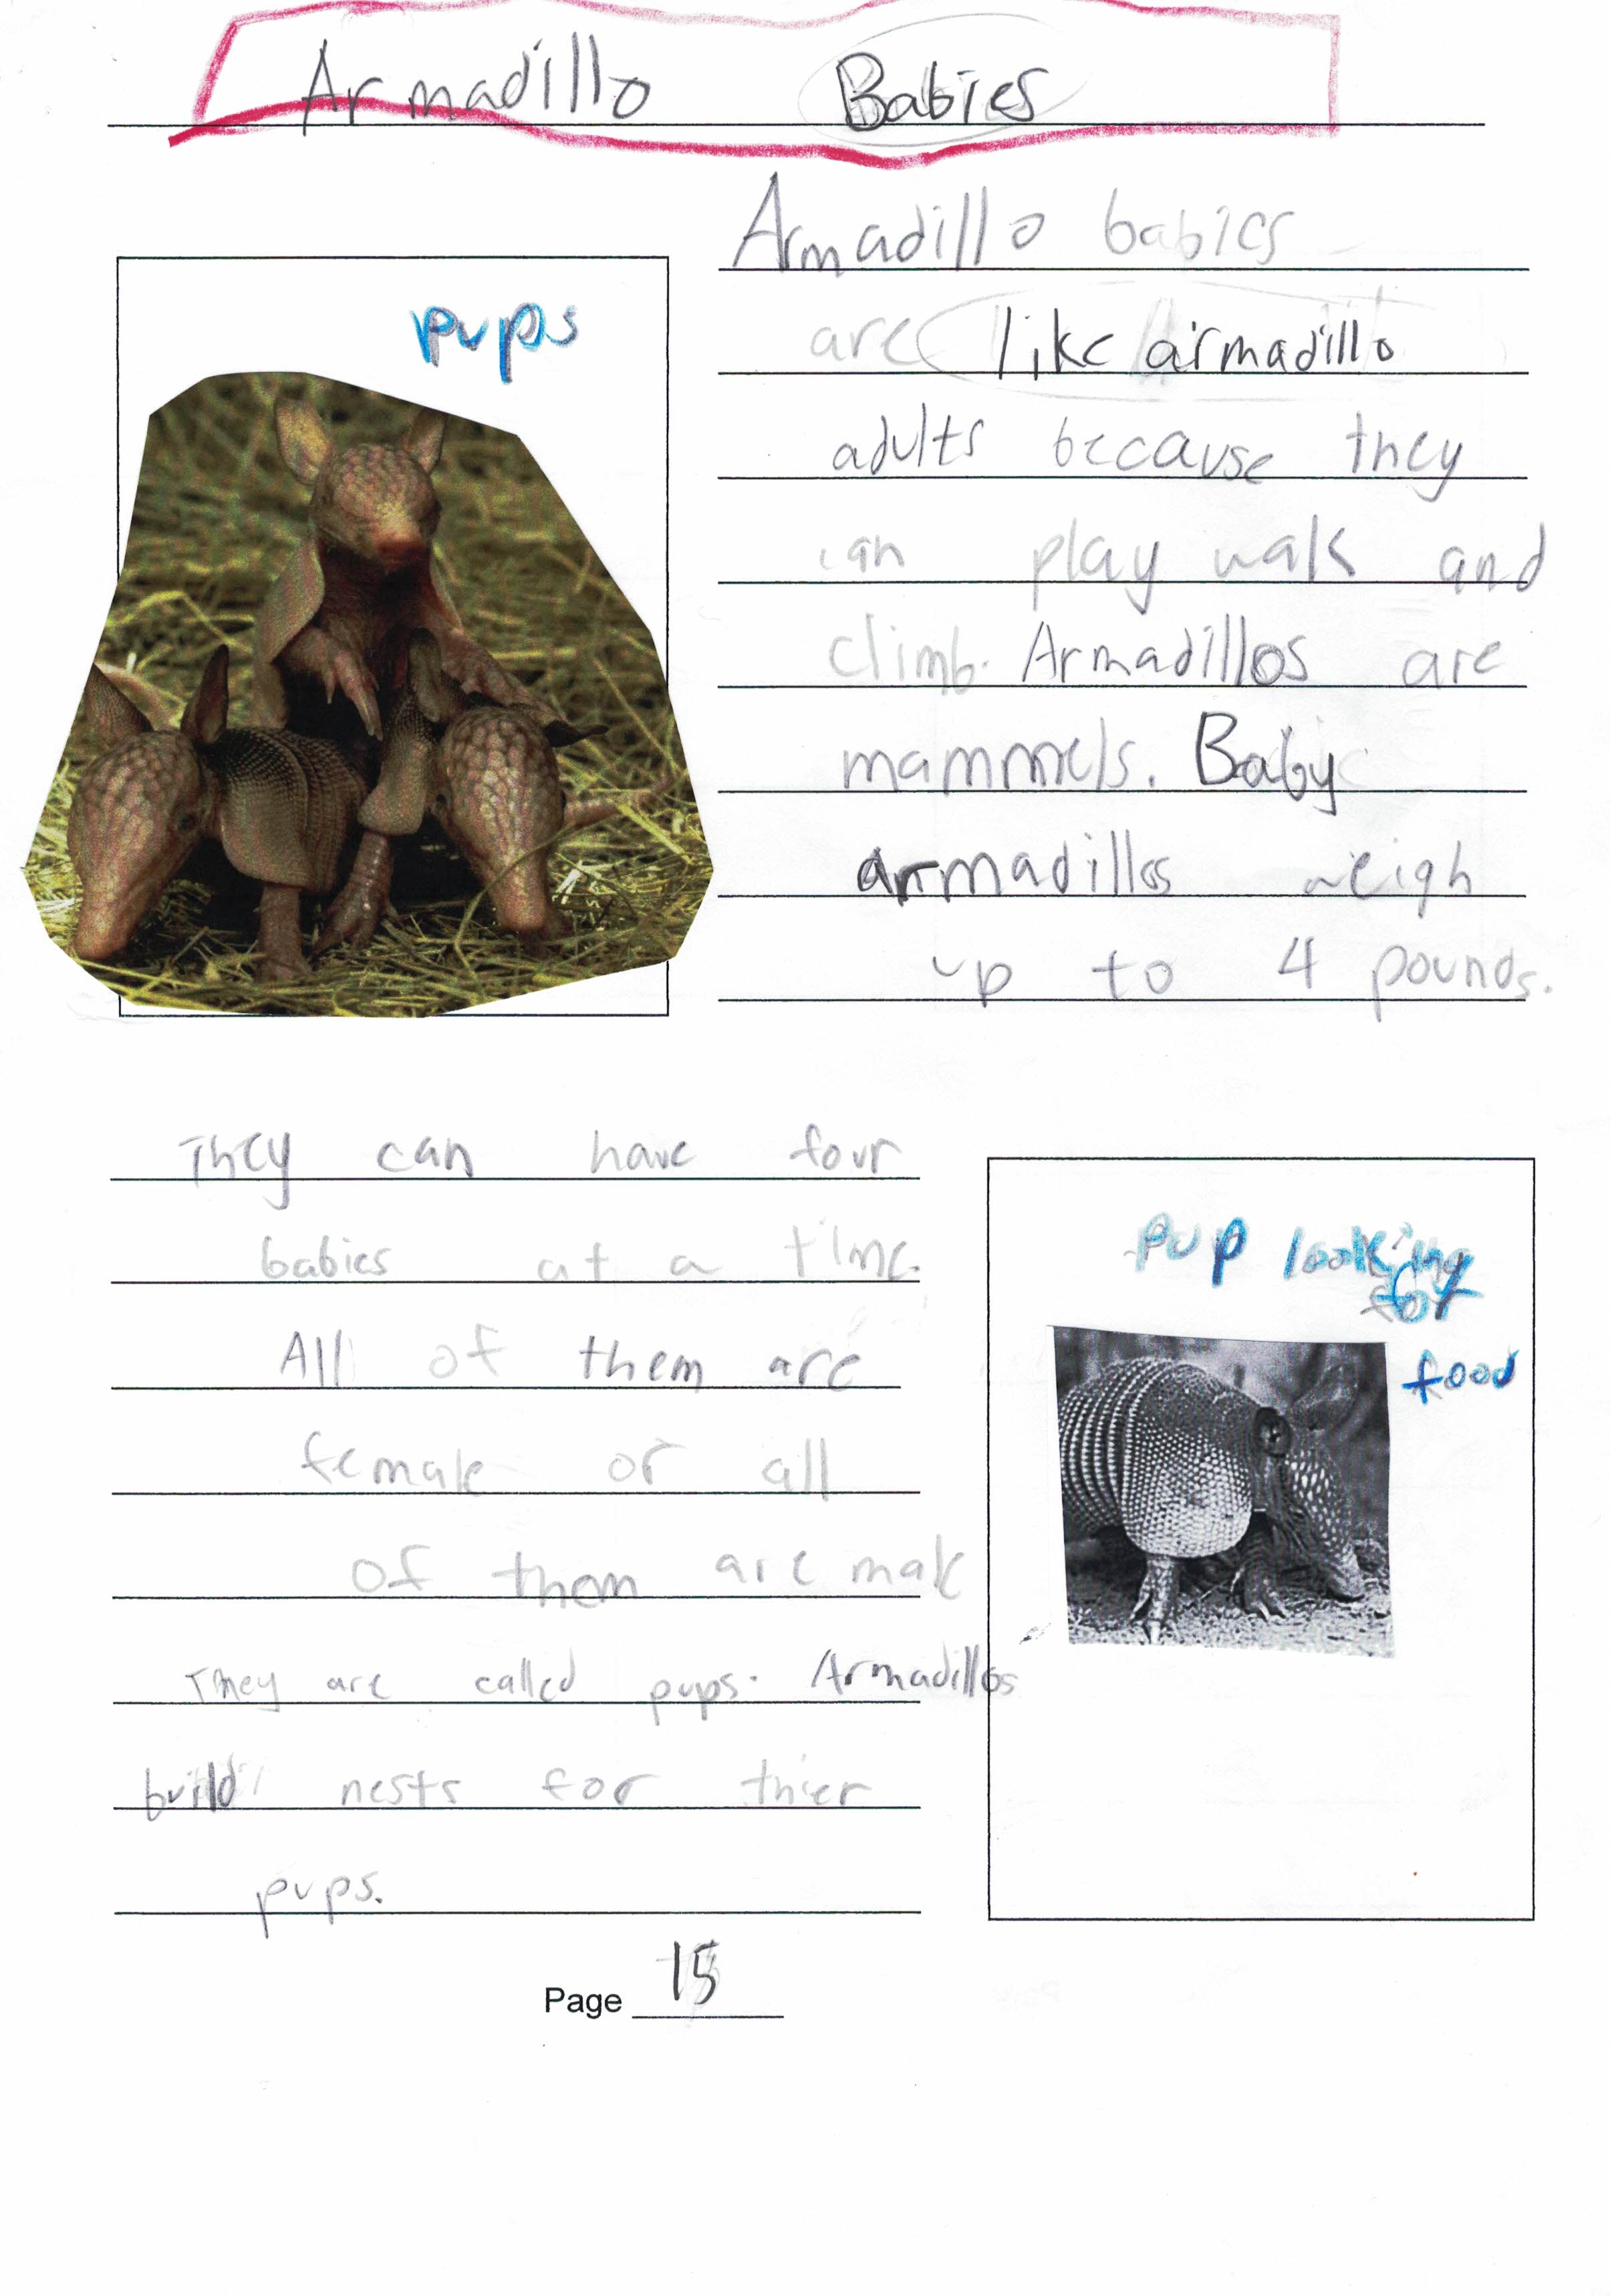 Armadillo Babies
pups
Armadillo babies
are like armadillo
adults because they
can play walk and
climb. Armadillos are
mammels. Baby
armadillos weigh
up to 4 pounds.
They can have four
babies at a time.
All of them are
female or all
of them are male
They are called pups. Armadillos
build nests for thier
pups.
pup looking
for
food
Page 15